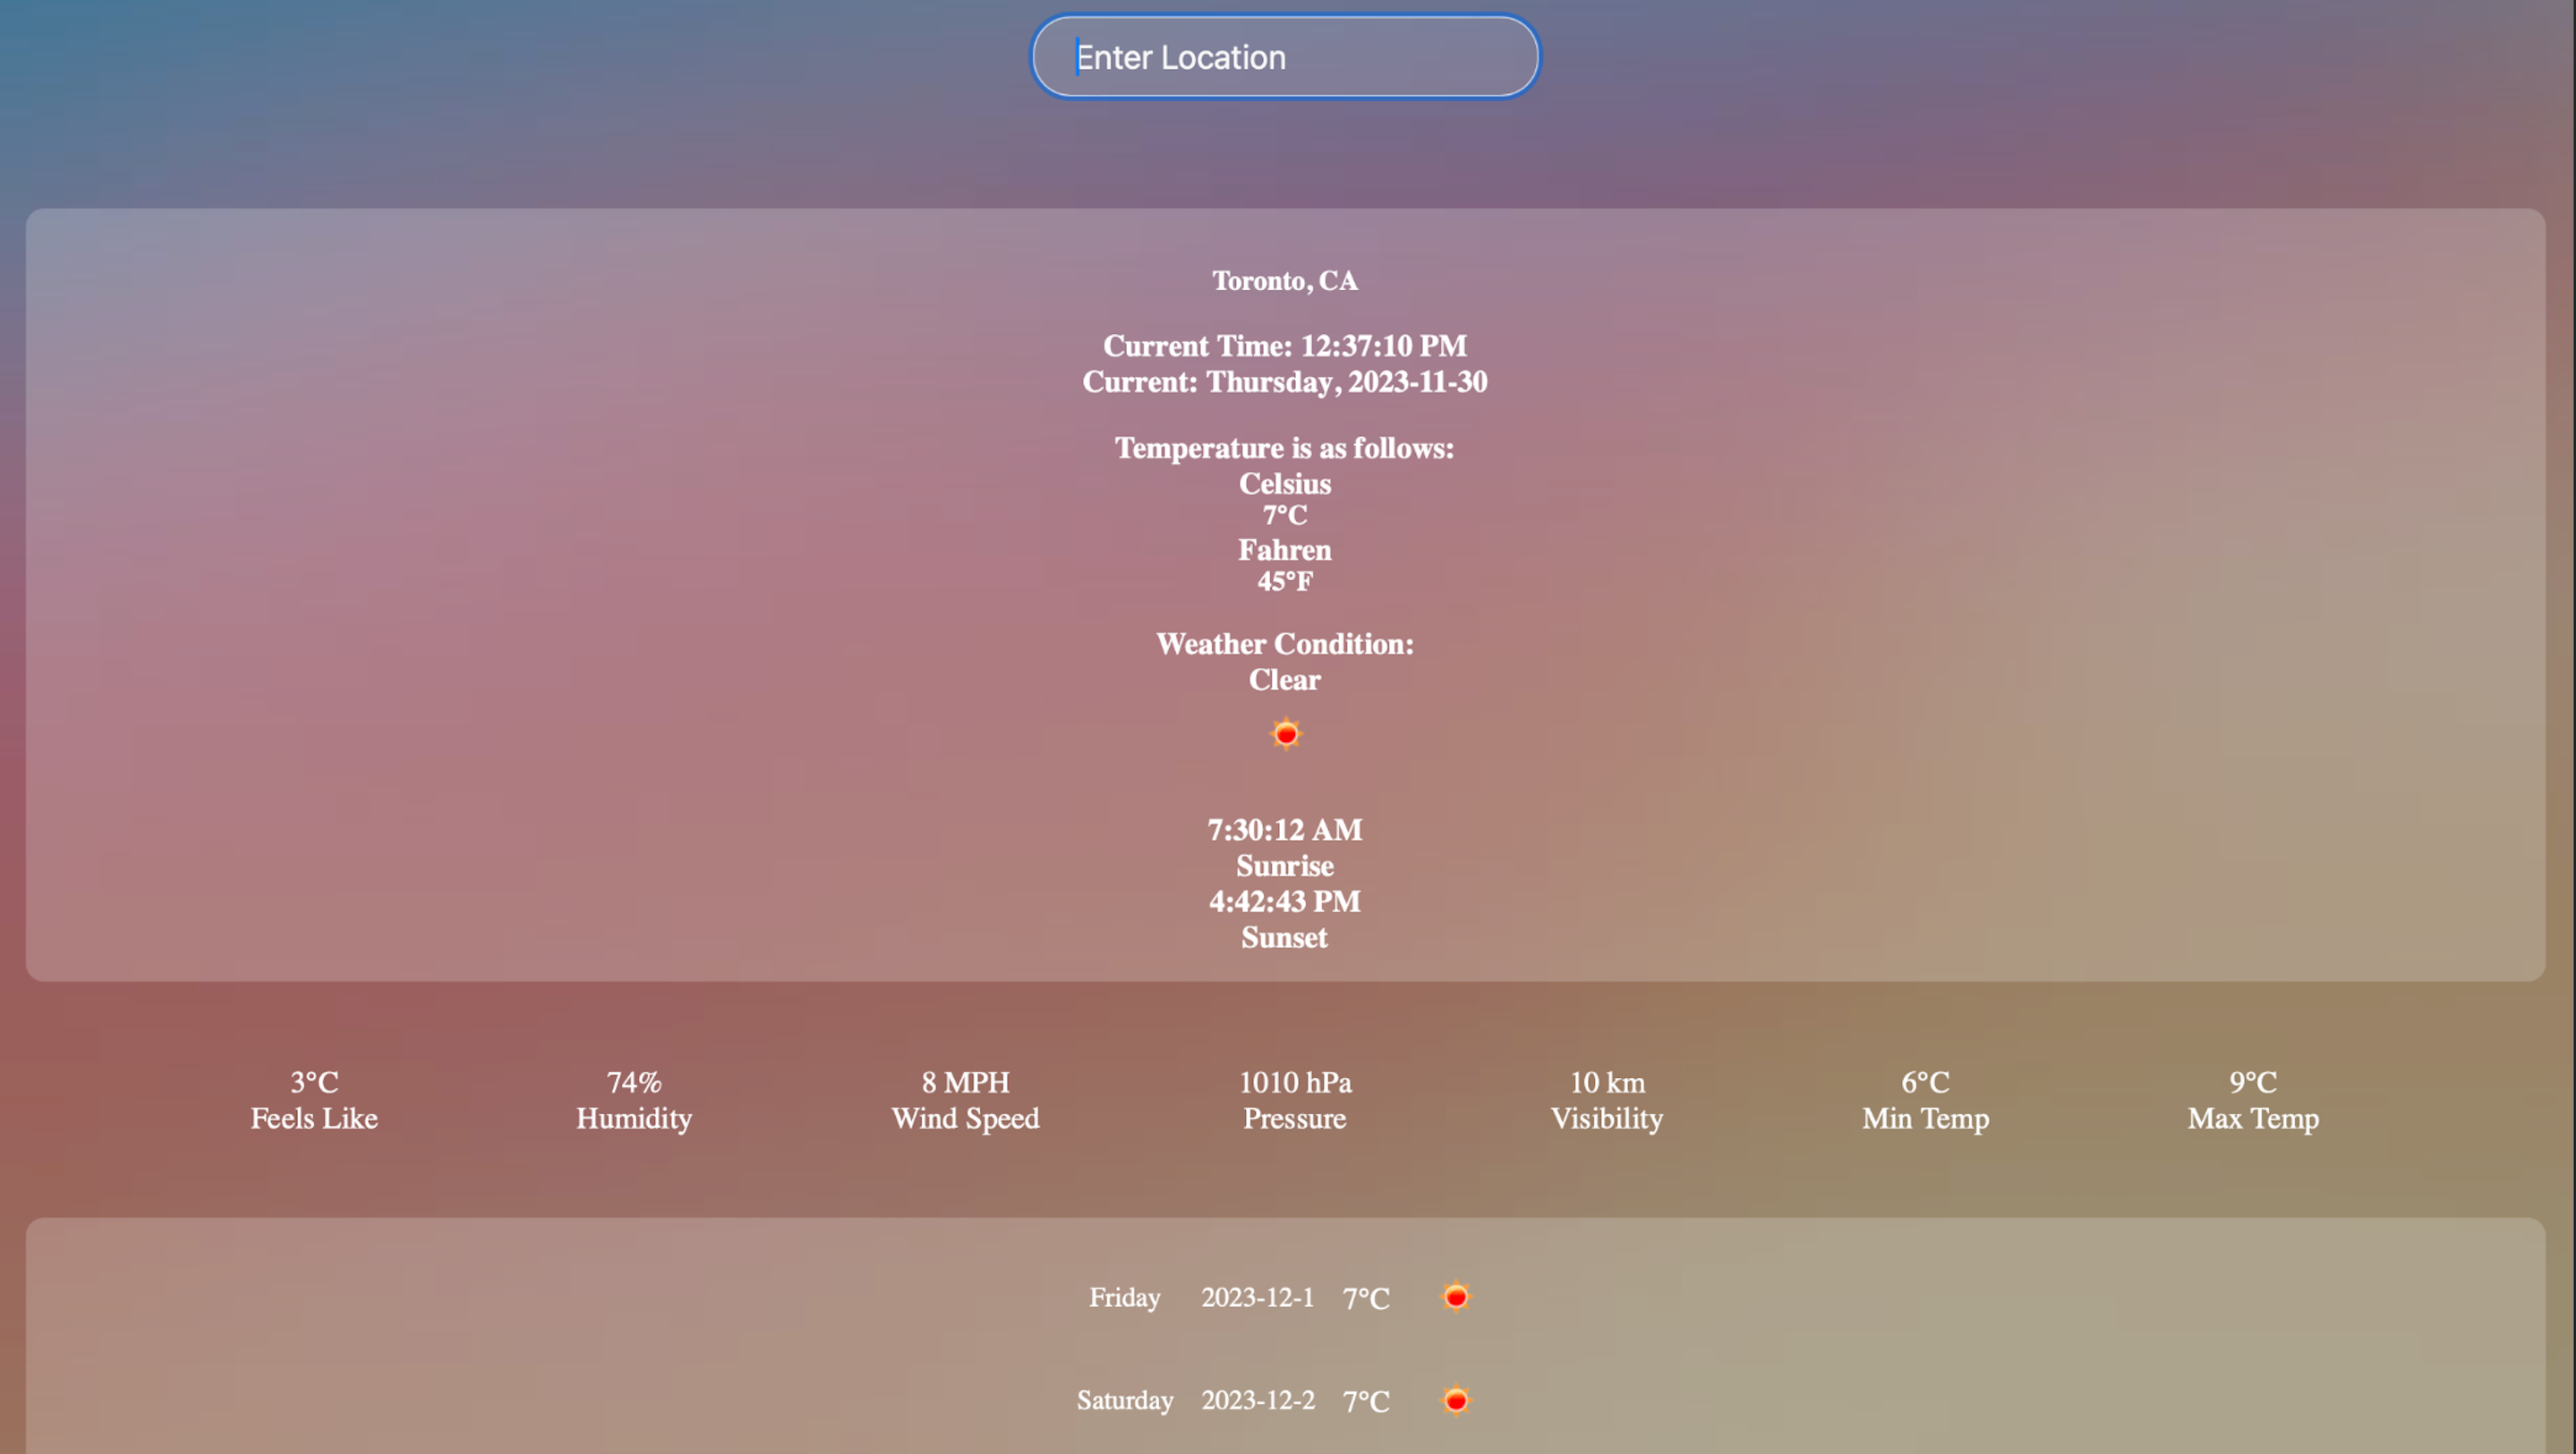 Enter Location
Toronto, CA
Current Time: 12:37:10 PM
Current: Thursday, 2023-11-30
Temperature is as follows:
Celsius
7°C
Fahren
45°F
Weather Condition:
Clear
7:30:12 AM
Sunrise
4:42:43 PM
Sunset
3°C
Feels Like
74%
Humidity
8 MPH
Wind Speed
1010 hPa
Pressure
10 km
Visibility
6°C
Min Temp
9°C
Max Temp
Friday 2023-12-1 7°C
Saturday 2023-12-2 7°C